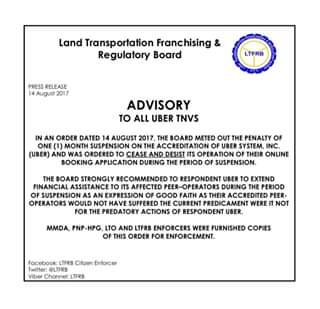 Land Transportation Franchising &
Regulatory Board
LTFRB
PRESS RELEASE
14 August 2017
ADVISORY
TO ALL UBER TNVS
IN AN ORDER DATED 14 AUGUST 2017, THE BOARD METED OUT THE PENALTY OF
ONE (1) MONTH SUSPENSION ON THE ACCREDITATION OF UBER SYSTEM, INC.
(UBER) AND WAS ORDERED TO CEASE AND DESIST ITS OPERATION OF THEIR ONLINE
BOOKING APPLICATION DURING THE PERIOD OF SUSPENSION.
THE BOARD STRONGLY RECOMMENDED TO RESPONDENT UBER TO EXTEND
FINANCIAL ASSISTANCE TO ITS AFFECTED PEER-OPERATORS DURING THE PERIOD
OF SUSPENSION AS AN EXPRESSION OF GOOD FAITH AS THEIR ACCREDITED PEER-
OPERATORS WOULD NOT HAVE SUFFERED THE CURRENT PREDICAMENT WERE IT NOT
FOR THE PREDATORY ACTIONS OF RESPONDENT UBER.
MMDA, PNP-HPG, LTO AND LTFRB ENFORCERS WERE FURNISHED COPIES
OF THIS ORDER FOR ENFORCEMENT.
Facebook: LTFRB Citizen Enforcer
Twitter: @LTFRB
Viber Channel: LTFRB